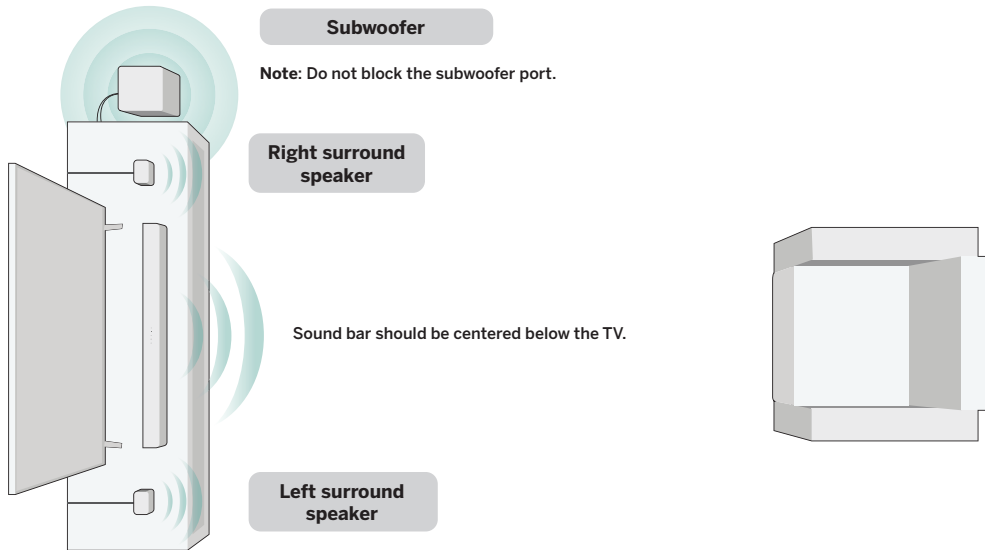 Subwoofer
Note: Do not block the subwoofer port.
Right surround
speaker
Sound bar should be centered below the TV.
Left surround
speaker